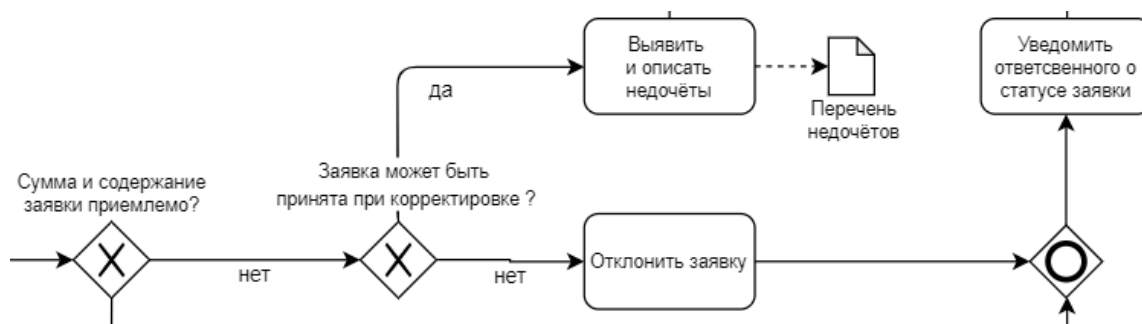 Выявить
и описать
недочёты
Уведомить
ответсвенного о
статусе заявки
да
Перечень
недочётов
Сумма и содержание
заявки приемлемо?
Заявка может быть
принята при корректировке ?
нет
нет
Отклонить заявку